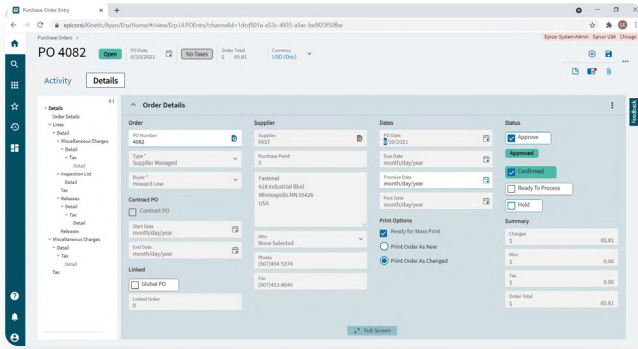 Purchase Order Entry
epicorsi/Kinetic/Apps/Erp/Home/#/view/Erp.UI.POEntry?channelid=1dcd501a-a53c-4935-a5ac-be9f23f50fbe
Purchase Orders
Epicor System Admin Epicor USA Chicago
PO 4082
Open
PO Date
6/10/2021
No Taxes
Order Total
$ 65.81
Currency
USD (Doc)
Activity
Details
Feedback
Details
Order Details
Lines
Detail
Miscellaneous Charges
Detail
Tax
Detail
Inspection List
Detail
Tax
Releases
Detail
Tax
Detail
Releases
Miscellaneous Charges
Detail
Tax
Detail
Tax
Order Details
Order
PO Number
4082
Type*
Supplier Managed
Buyer*
Howard Low
Contract PO
Contract PO
Start Date
month/day/year
End Date
month/day/year
Linked
Global PO
Linked Order
0
Supplier
Supplier
FAST
Purchase Point
5
Fastenal
618 Industrial Blvd
Minneapolis MN 55426
USA
Attn
None Selected
Phone
(507)454-5374
Fax
(507)453-8049
Dates
PO Date
6/10/2021
Due Date
month/day/year
Promise Date
month/day/year
Post Date
month/day/year
Print Options
Ready for Mass Print
Print Order As New
Print Order As Changed
Status
Approve
Approved
Confirmed
Ready To Process
Hold
Summary
Charges
$ 65.81
Misc
$ 0.00
Tax
$ 0.00
Order Total
$ 65.81
Full Screen